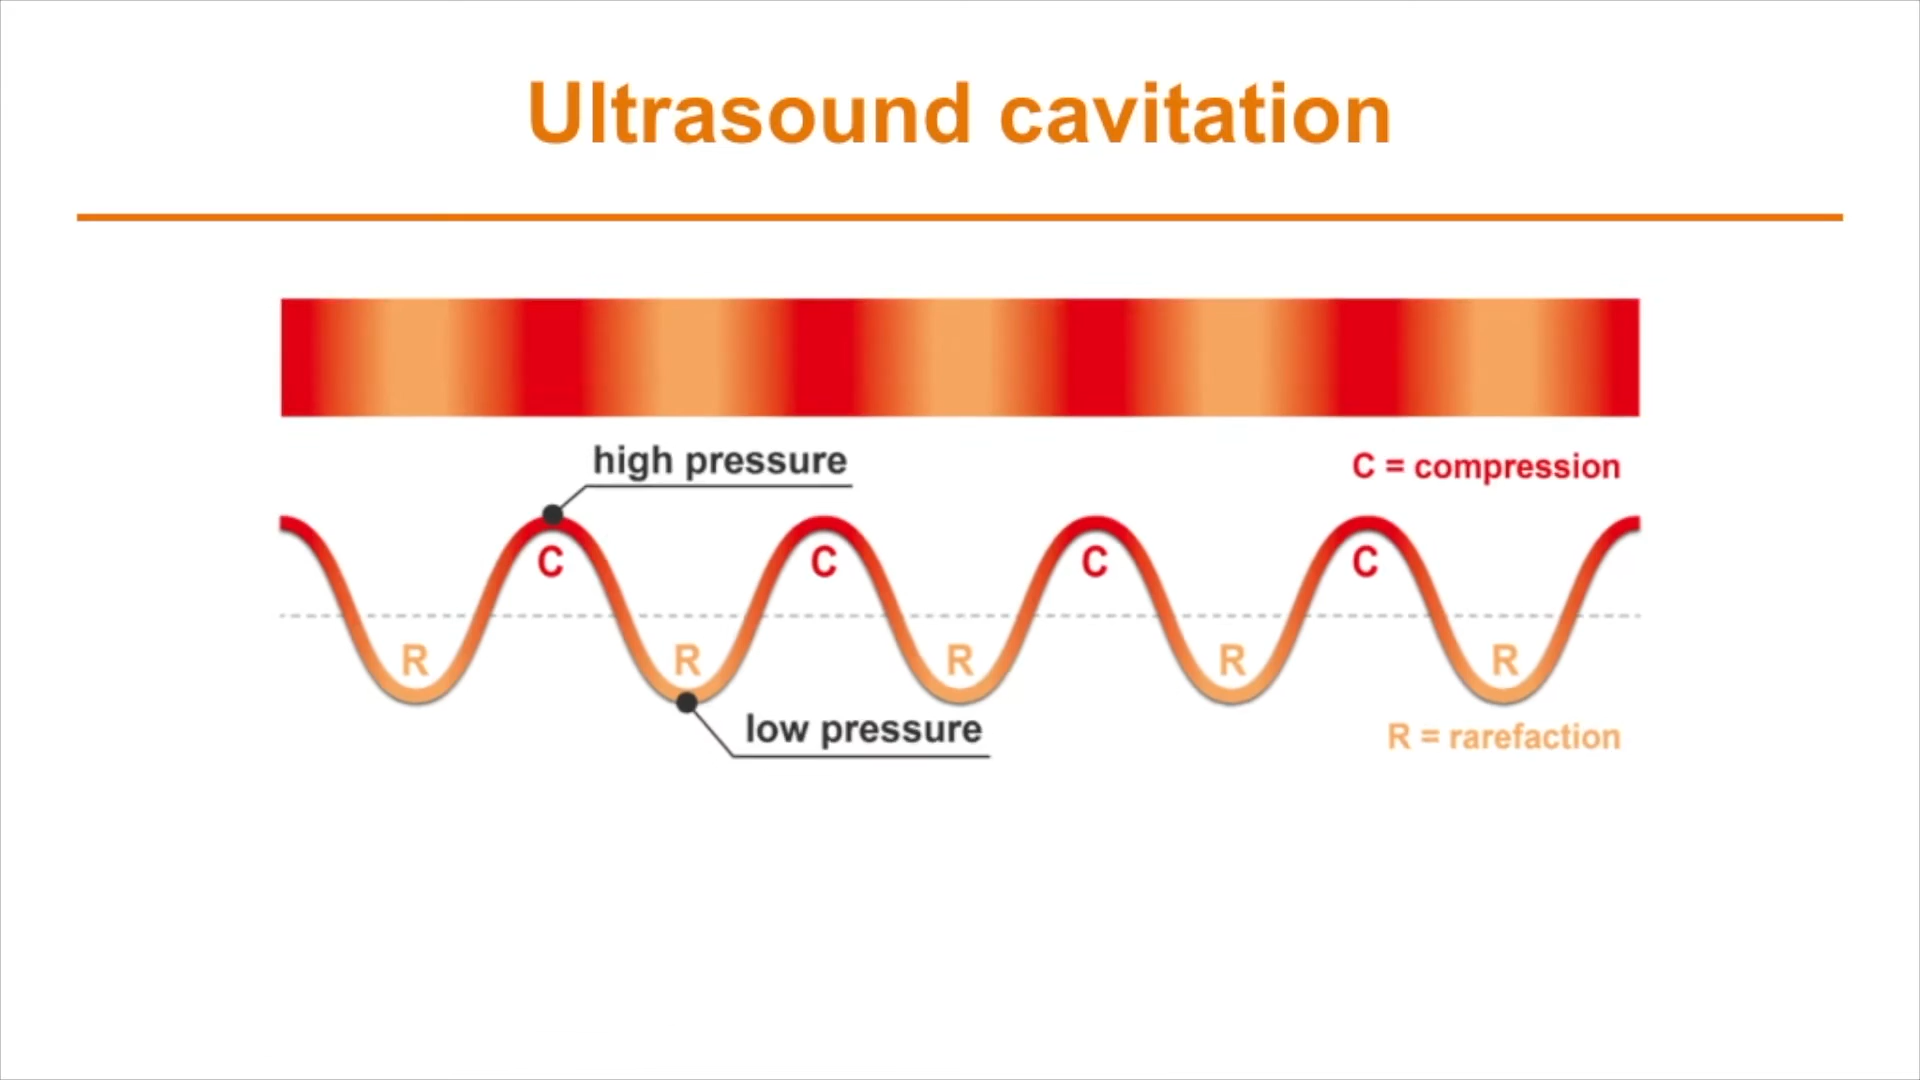 Ultrasound cavitation
high pressure
C = compression
C
C
C
C
R
R
R
R
R
low pressure
R = rarefaction